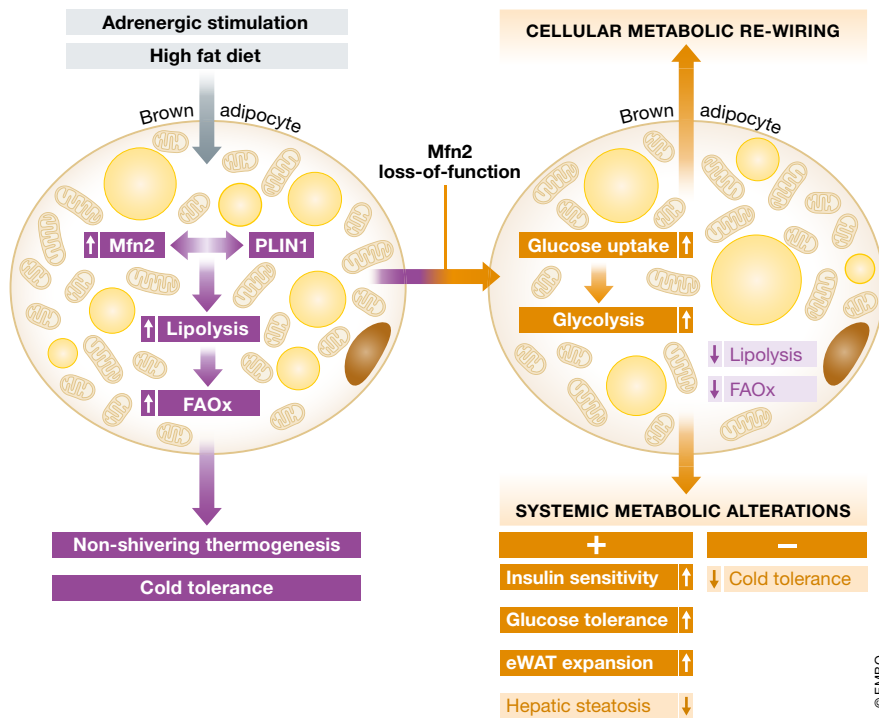 Adrenergic stimulation
High fat diet
Brown adipocyte
Mfn2
PLIN1
Lipolysis
FAOx
Non-shivering thermogenesis
Cold tolerance
Mfn2
loss-of-function
CELLULAR METABOLIC RE-WIRING
Brown adipocyte
Glucose uptake
Glycolysis
Lipolysis
FAOx
SYSTEMIC METABOLIC ALTERATIONS
+
–
Insulin sensitivity
Cold tolerance
Glucose tolerance
eWAT expansion
Hepatic steatosis
© EMBO